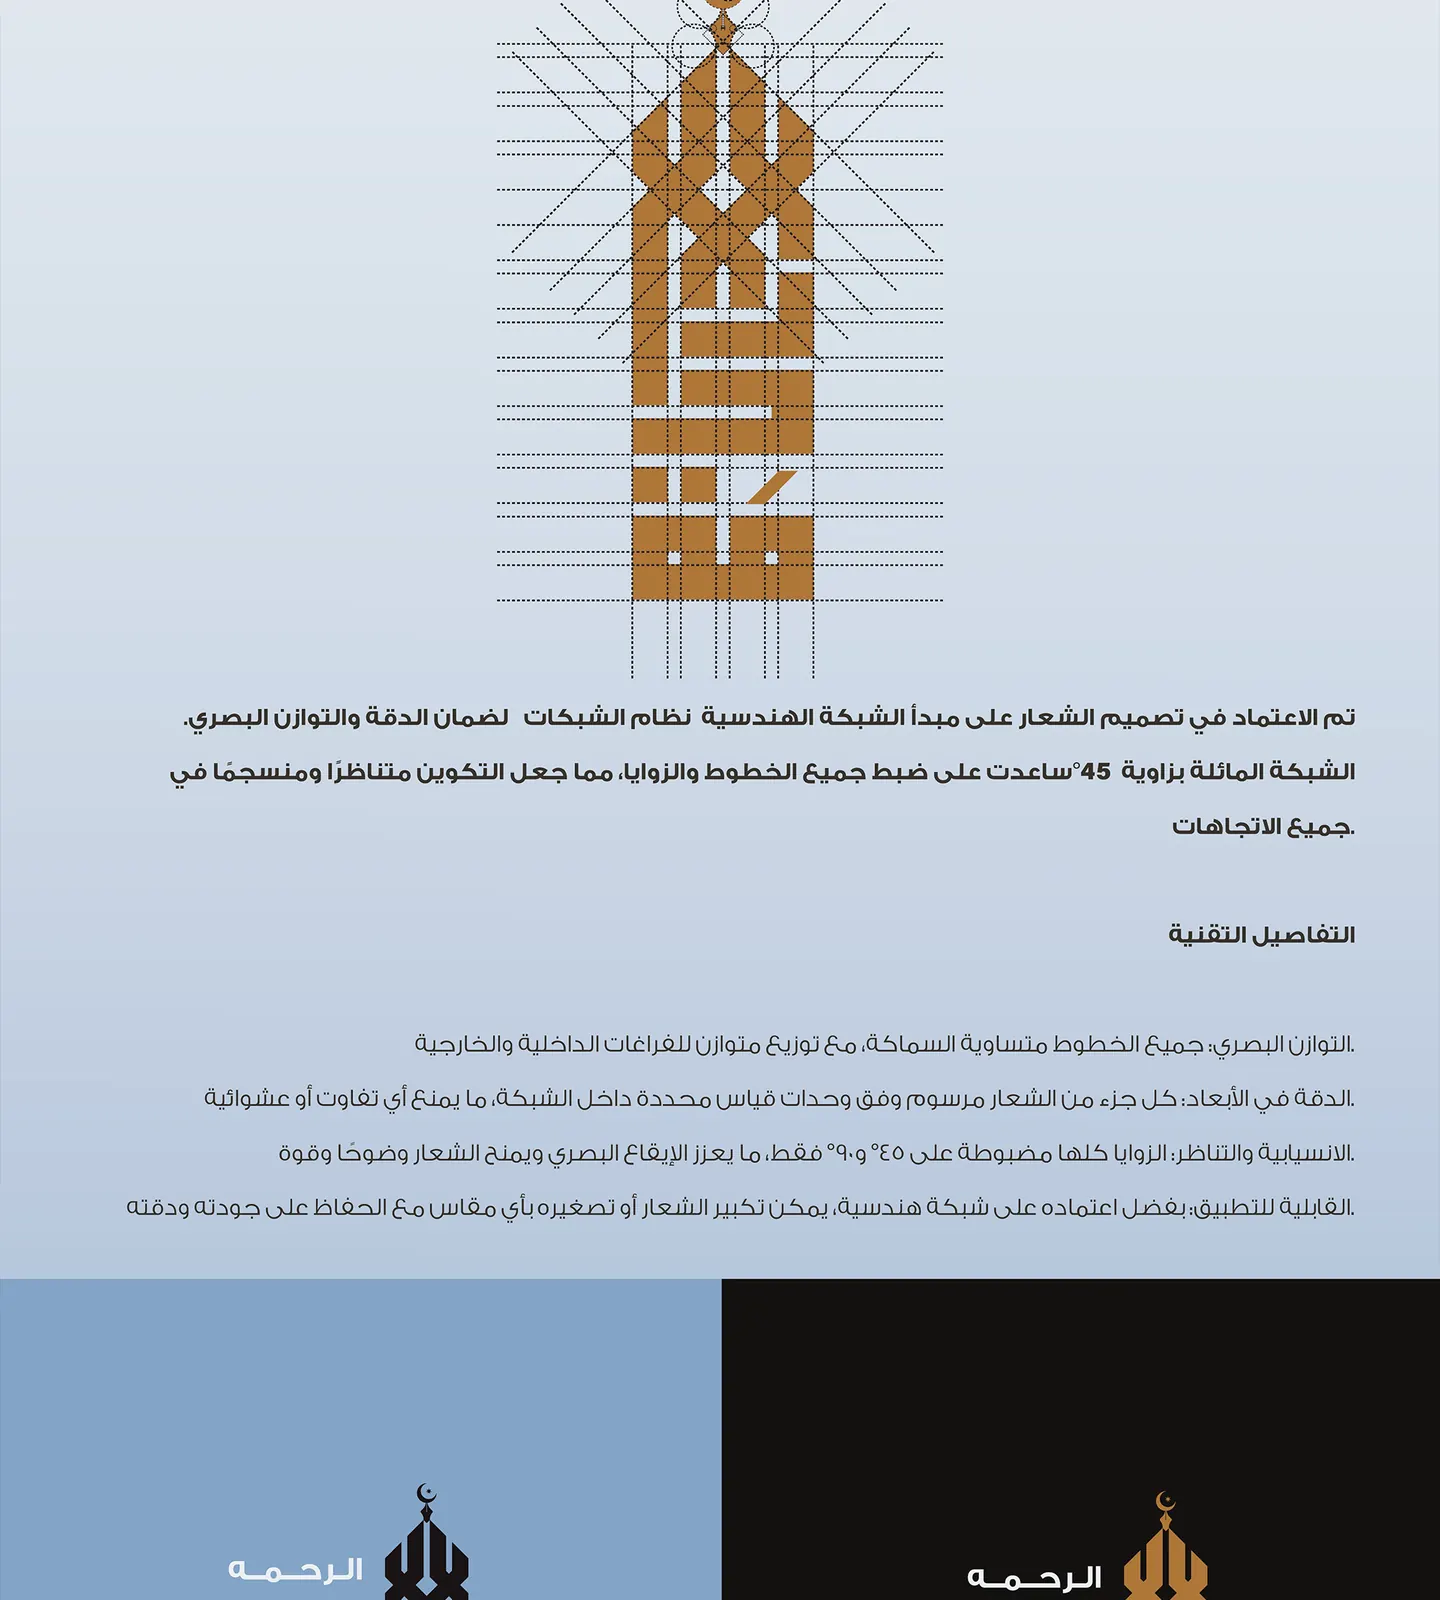 تم الاعتماد في تصميم الشعار على مبدأ الشبكة الهندسية نظام الشبكات لضمان الدقة والتوازن البصري.
الشبكة المائلة بزاوية 45°ساعدت على ضبط جميع الخطوط والزوايا، مما جعل التكوين متناظرًا ومنسجمًا في
.جميع الاتجاهات
التفاصيل التقنية
.التوازن البصري: جميع الخطوط متساوية السماكة، مع توزيع متوازن للفراغات الداخلية والخارجية
.الدقة في الأبعاد: كل جزء من الشعار مرسوم وفق وحدات قياس محددة داخل الشبكة، ما يمنع أي تفاوت أو عشوائية
.الانسيابية والتناظر: الزوايا كلها مضبوطة على ٤٥° و٩٠° فقط، ما يعزز الإيقاع البصري ويمنح الشعار وضوحًا وقوة
.القابلية للتطبيق: بفضل اعتماده على شبكة هندسية، يمكن تكبير الشعار أو تصغيره بأي مقاس مع الحفاظ على جودته ودقته
الرحمه
الرحمه